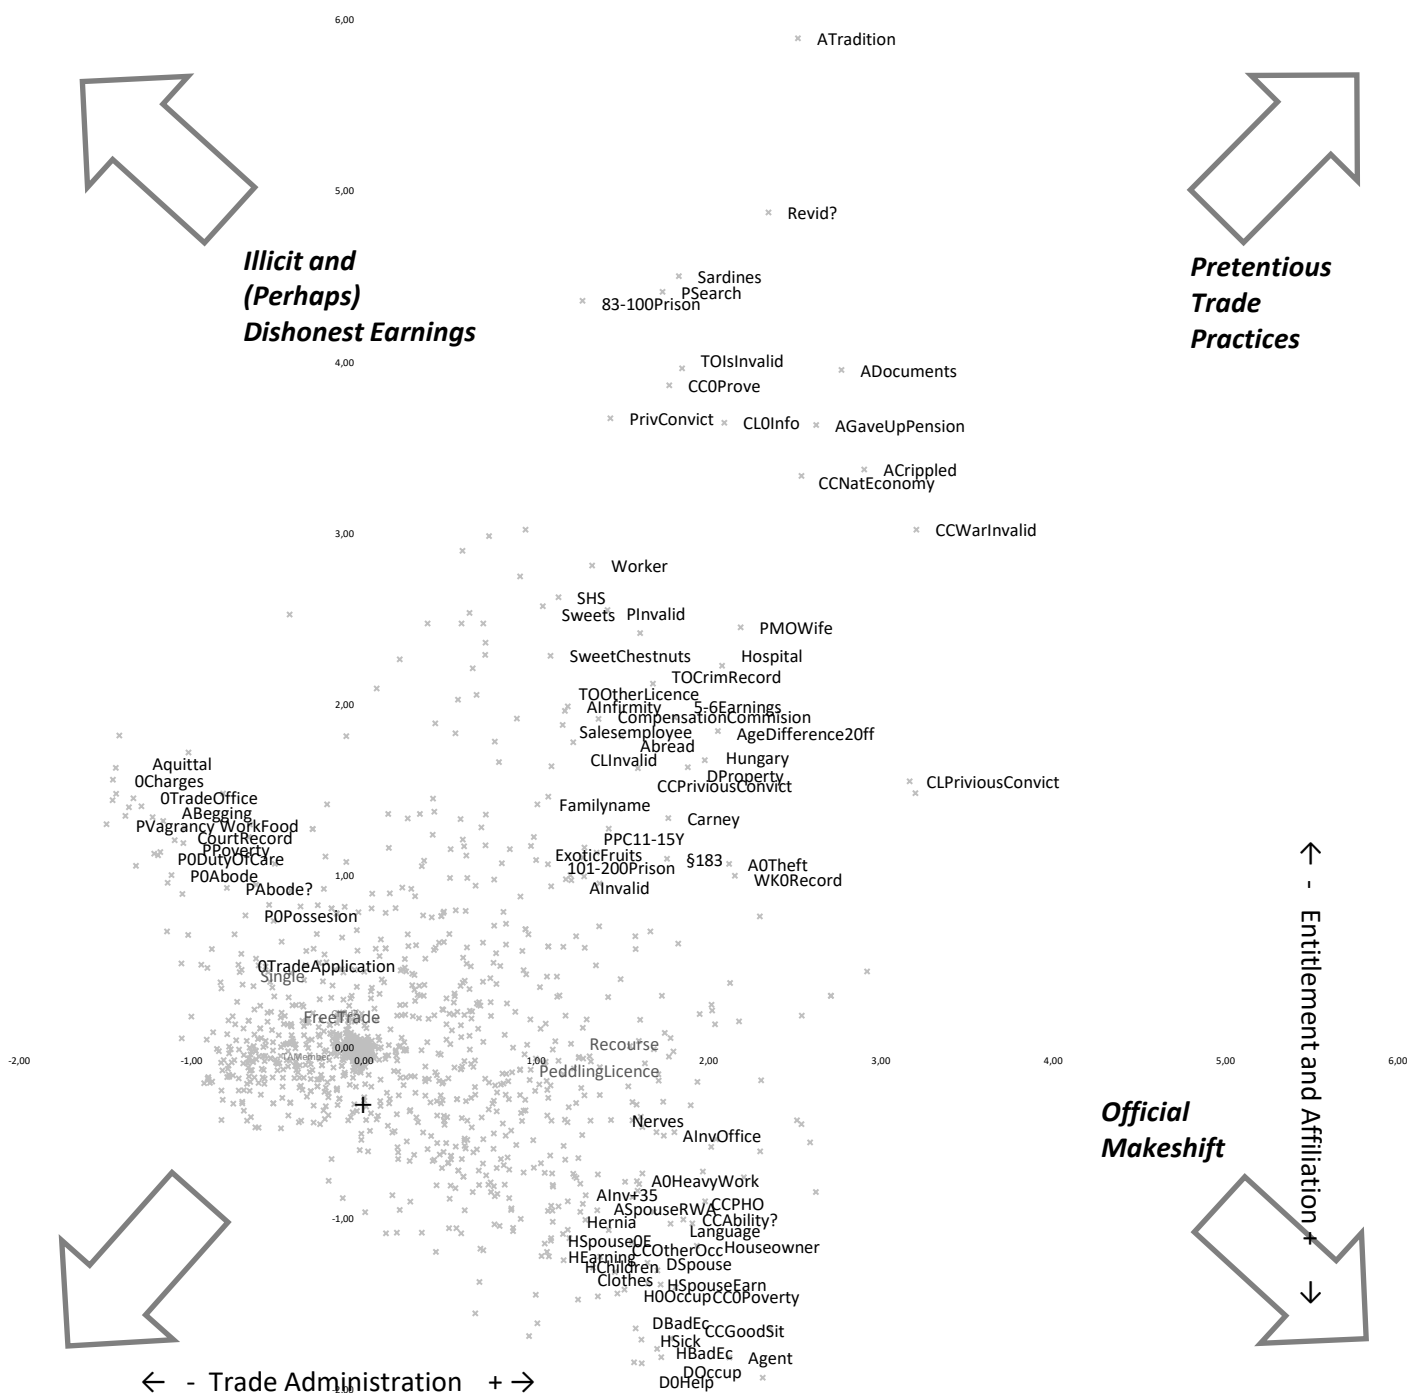 6,00
ATradition
5,00
Revid?
Illicit and
(Perhaps)
Dishonest Earnings
Pretentious
Trade
Practices
Sardines
PSearch
83-100Prison
4,00
TOIsInvalid
ADocuments
CC0Prove
PrivConvict
CL0Info
AGaveUpPension
ACrippled
CCNatEconomy
3,00
CCWarInvalid
Worker
SHS
Sweets
PInvalid
PMOWife
SweetChestnuts
Hospital
TOCrimRecord
TOOtherLicence
2,00
AInfirmity
5-6Earnings
CompensationCommision
Salesemployee
AgeDifference20ff
Abread
CLInvalid
Hungary
DProperty
CCPriviousConvict
CLPriviousConvict
Aquittal
0Charges
0TradeOffice
ABegging
PVagrancy WorkFood
CourtRecord
PPoverty
P0DutyOfCare
P0Abode
PAbode?
P0Possesion
Familyname
Carney
PPC11-15Y
ExoticFruits
§183
101-200Prison
A0Theft
WK0Record
AInvalid
1,00
0TradeApplication
Single
FreeTrade
TAMember
Recourse
PeddlingLicence
0,00
-2,00
-1,00
0,00
1,00
2,00
3,00
4,00
5,00
6,00
+
Nerves
AInvOffice
Official
Makeshift
← - Entitlement and Affiliation + →
A0HeavyWork
AInv+35
ASpouseRWA
CCPHO
-1,00
Hernia
CCAbility?
Language
HSpouse0E
CCOtherOcc
Houseowner
HEarning
HChildren
DSpouse
Clothes
HSpouseEarn
H0Occup
CC0Poverty
DBadEc
CCGoodSit
HSick
HBadEc
Agent
DOccup
D0Help
← - Trade Administration + →
-2,00